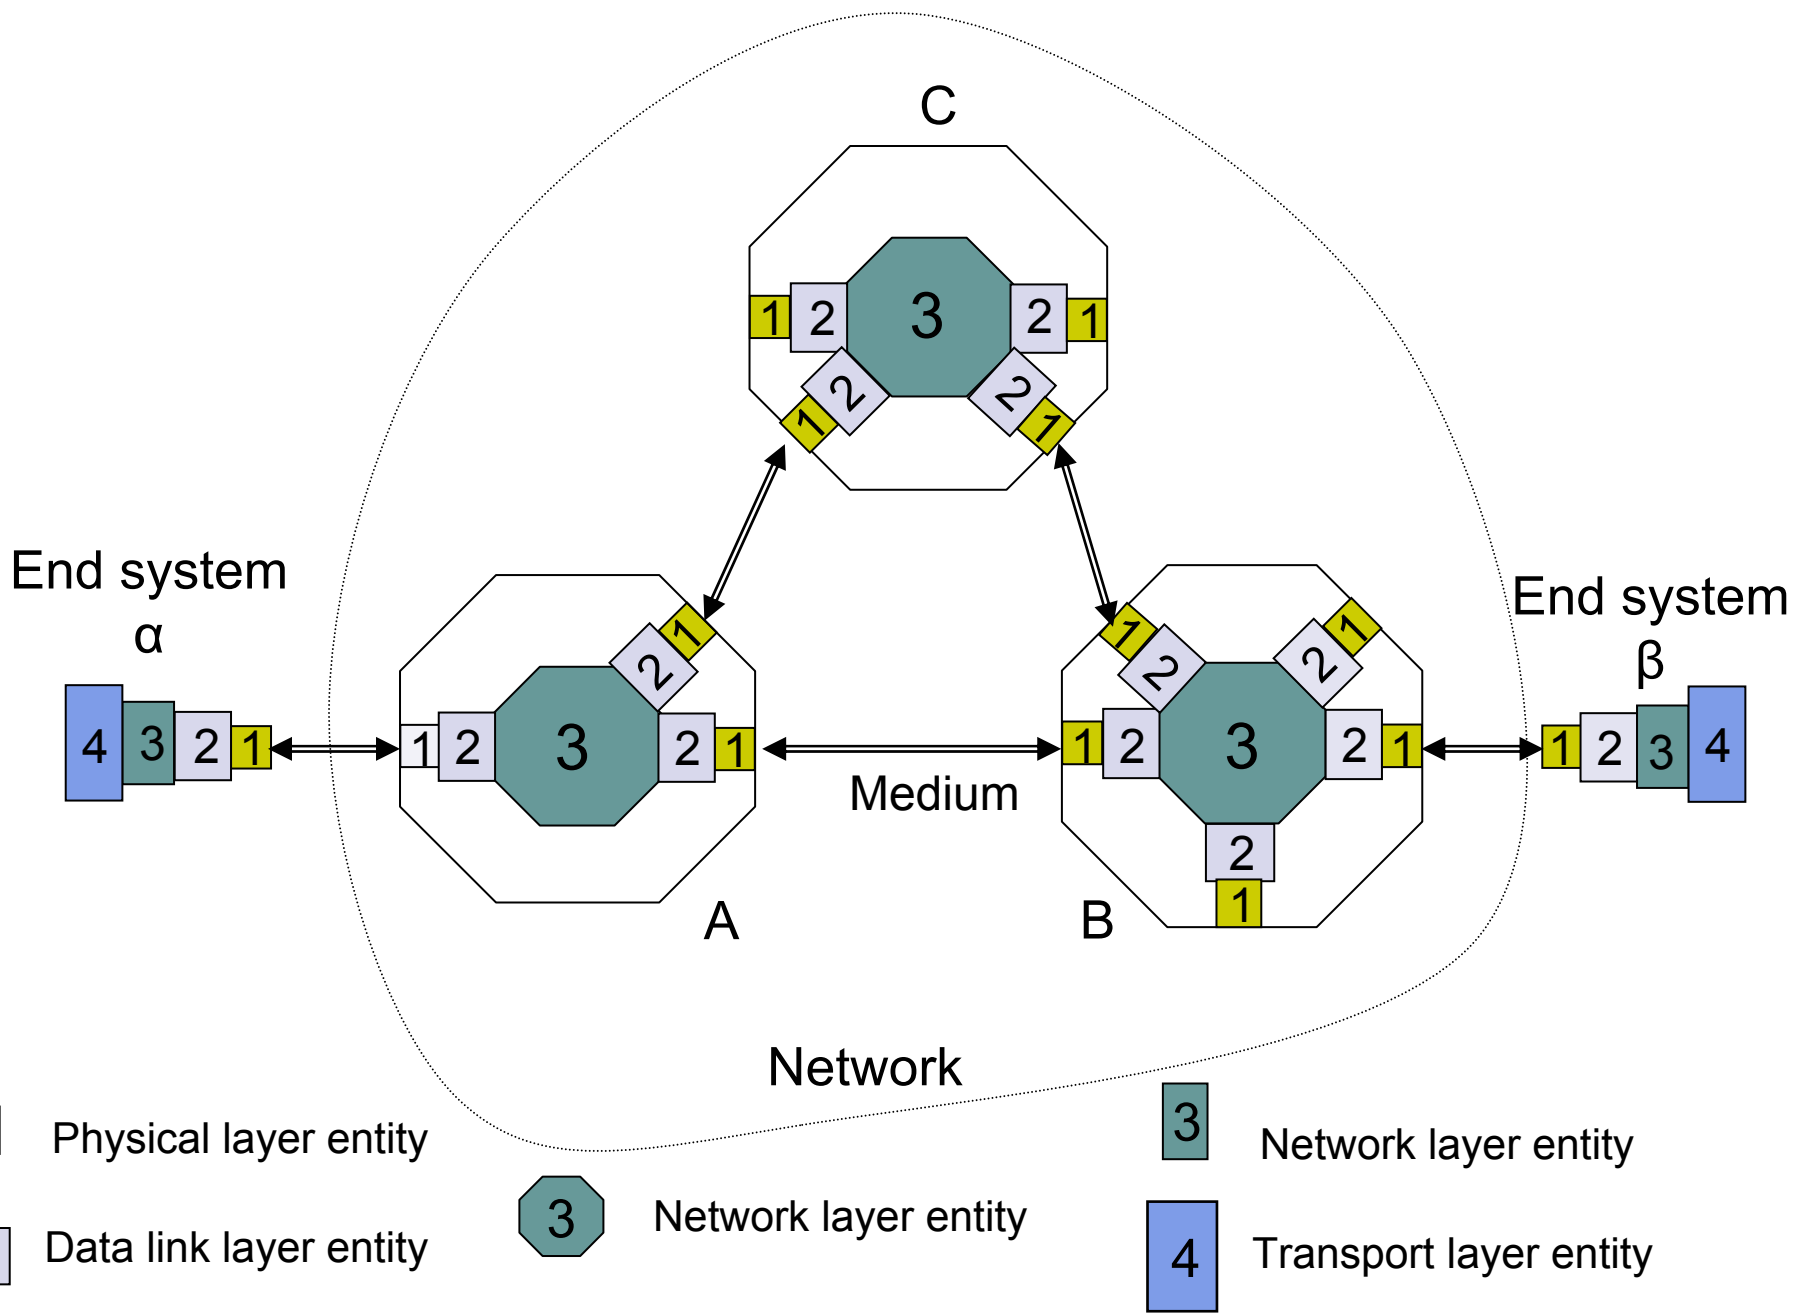 C
1 2 3 2 1
2 2
1 1
End system
α
End system
β
1 1 1
2 2 2
4 3 2 1
1 2 3 2 1
1 2 3 2 1
1 2 3 4
Medium
2
1
A
B
Network
Physical layer entity
3
Network layer entity
3
Network layer entity
Data link layer entity
4
Transport layer entity